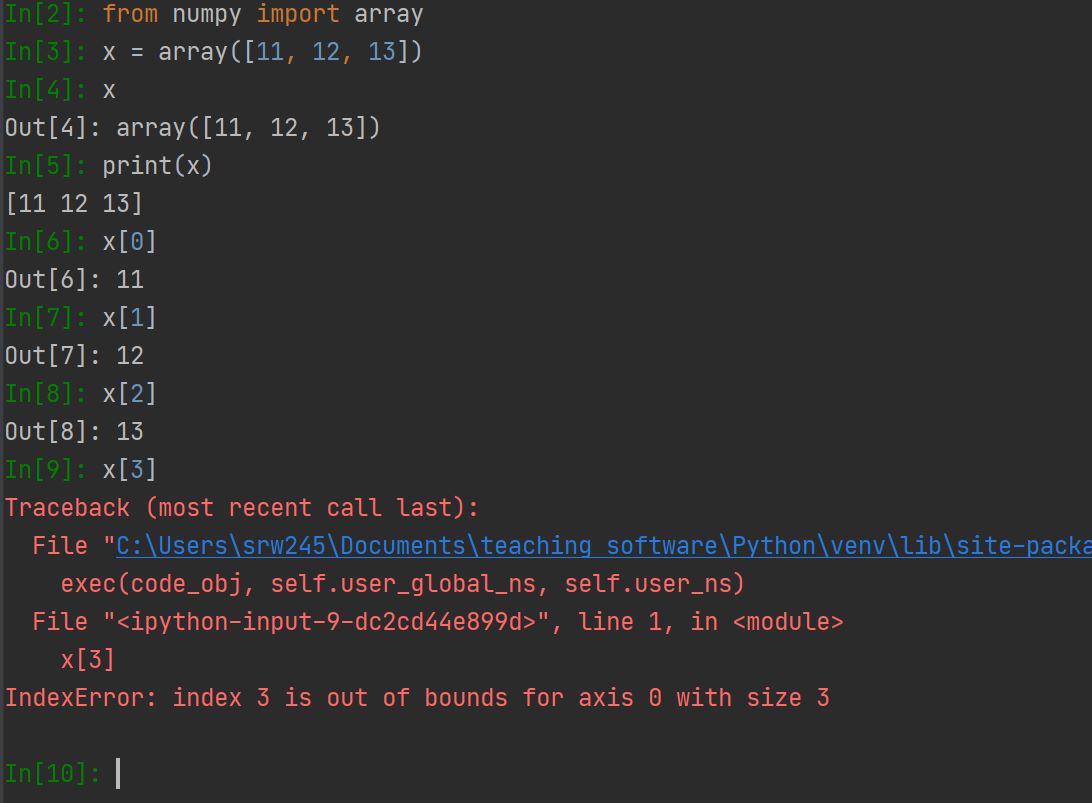 In[2]: from numpy import array
In[3]: x = array([11, 12, 13])
In[4]: x
Out[4]: array([11, 12, 13])
In[5]: print(x)
[11 12 13]
In[6]: x[0]
Out[6]: 11
In[7]: x[1]
Out[7]: 12
In[8]: x[2]
Out[8]: 13
In[9]: x[3]
Traceback (most recent call last):
  File "C:\Users\srw245\Documents\teaching_software\Python\venv\lib\site-packa
    exec(code_obj, self.user_global_ns, self.user_ns)
  File "<ipython-input-9-dc2cd44e899d>", line 1, in <module>
    x[3]
IndexError: index 3 is out of bounds for axis 0 with size 3
In[10]: